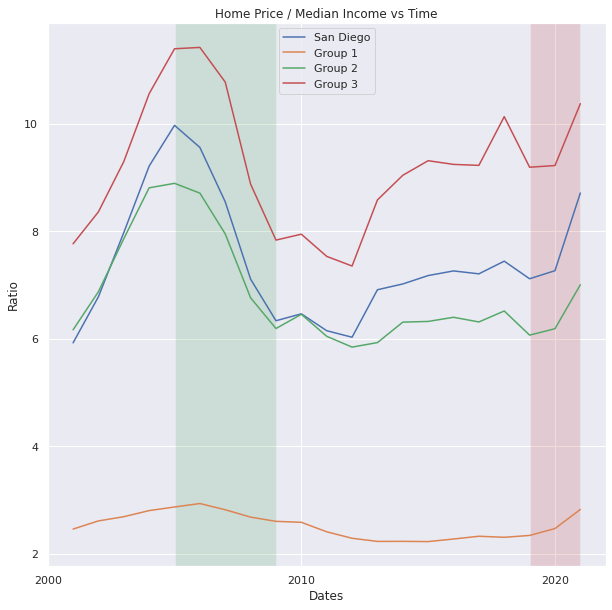 Home Price / Median Income vs Time
San Diego
Group 1
Group 2
Group 3
10
8
6
4
2
Ratio
2000
2010
2020
Dates